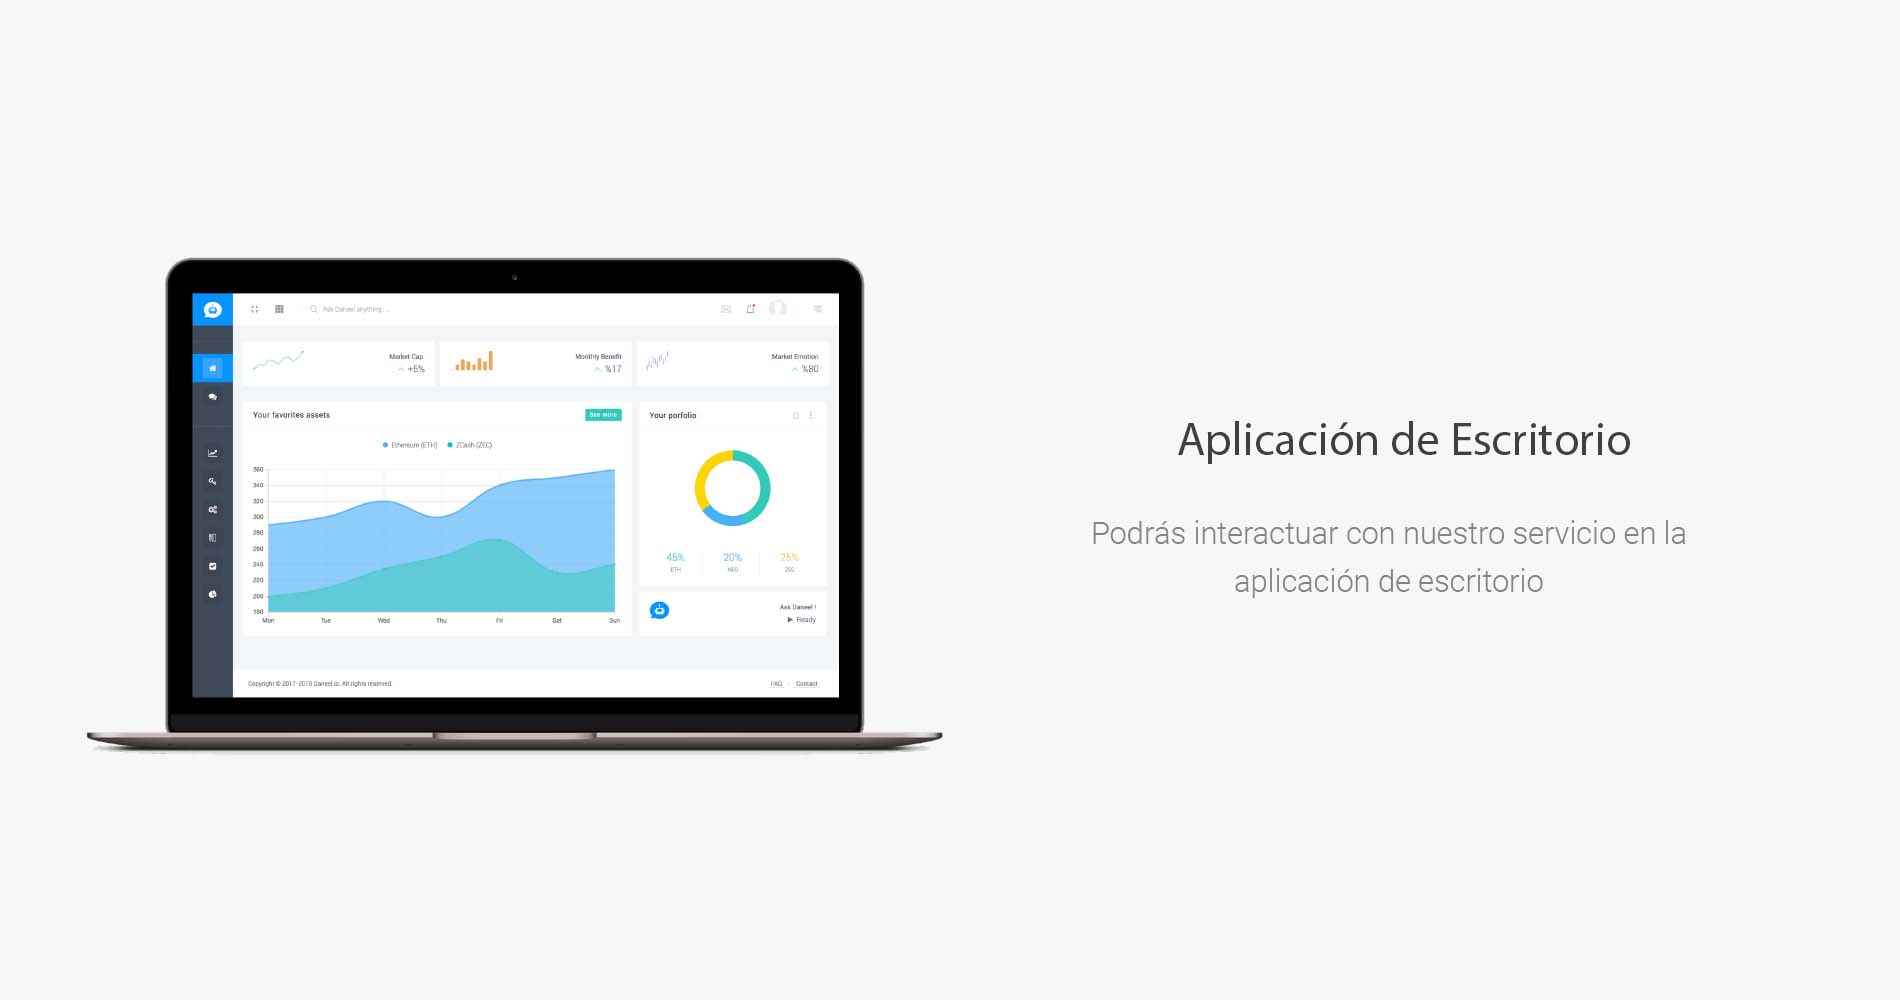 Ask Daneel anything ...
Market Cap.
+5%
Monthly Benefit
%17
Market Emotion
%80
Your favorites assets
See more
Ethereum (ETH)
ZCash (ZEC)
360
340
320
300
280
260
240
220
200
180
Mon
Tue
Wed
Thu
Fri
Sat
Sun
Your porfolio
45%
20%
25%
ETH
NEO
ZEC
Ask Daneel !
Ready
Copyright © 2017-2018 Daneel.io. All rights reserved.
FAQ - Contact
Aplicación de Escritorio
Podrás interactuar con nuestro servicio en la
aplicación de escritorio